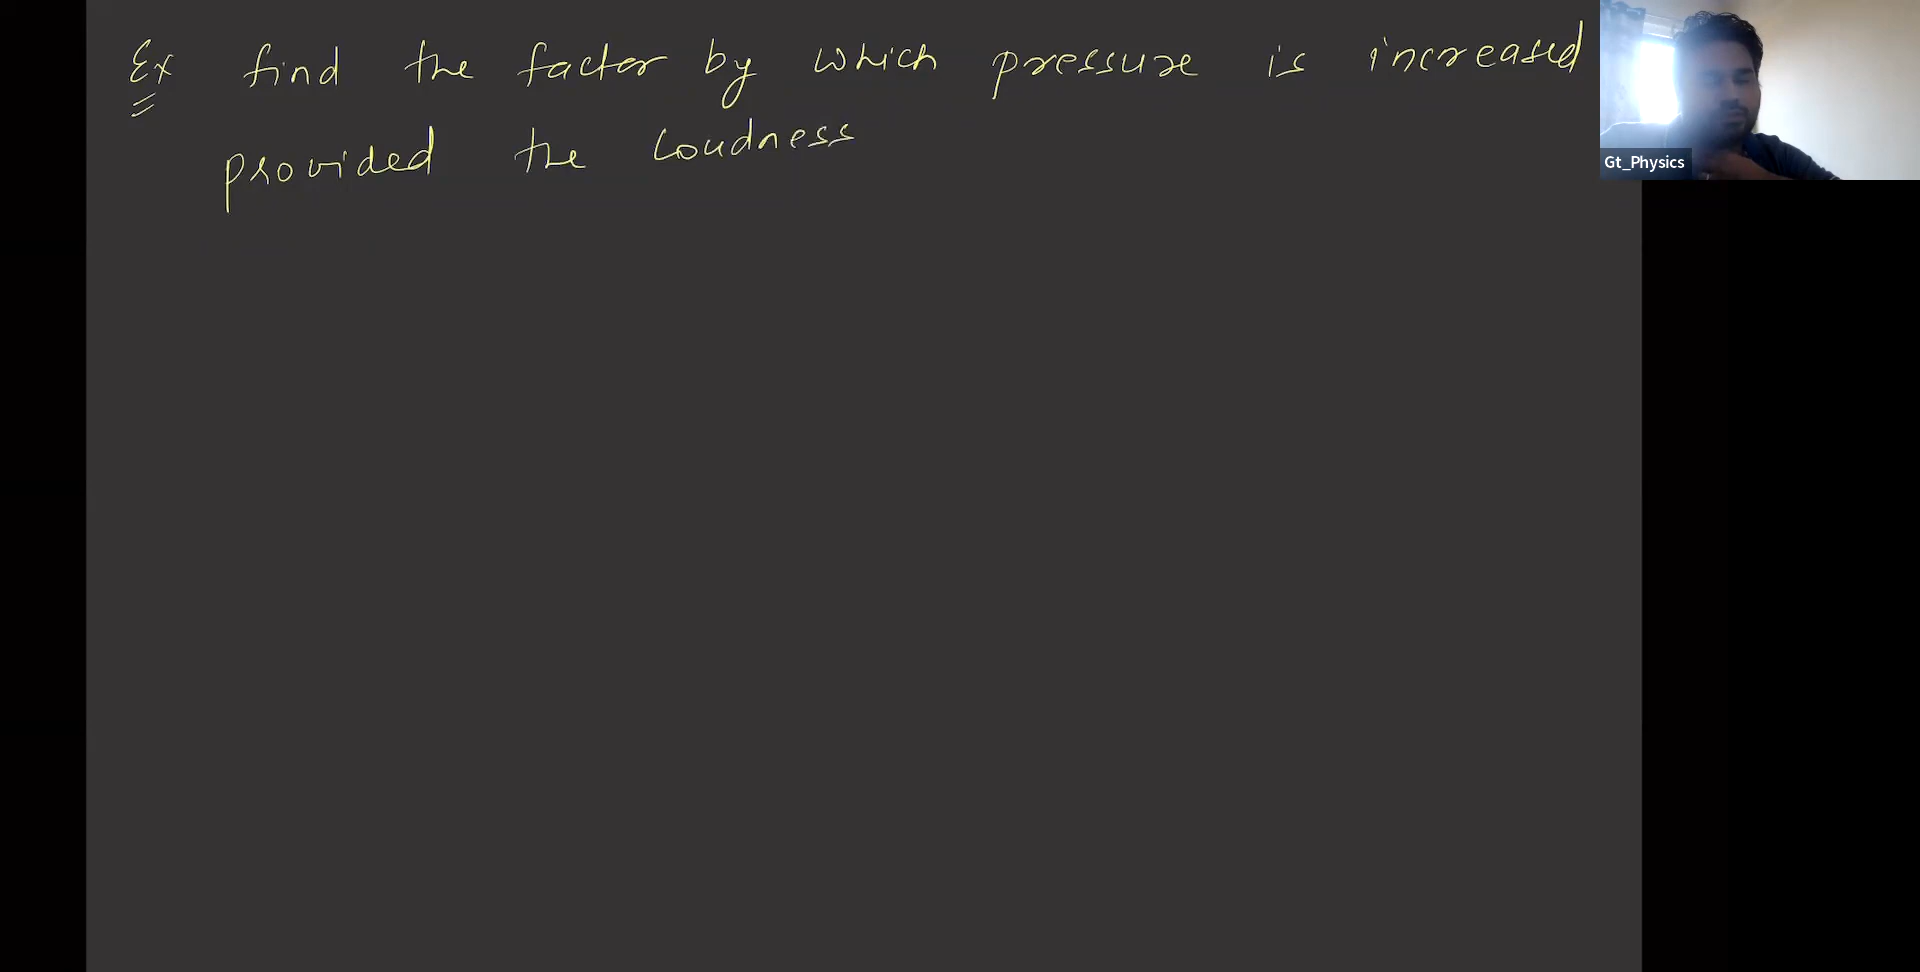 Ex find the factor by which pressure is increased
provided the loudness
Gt_Physics